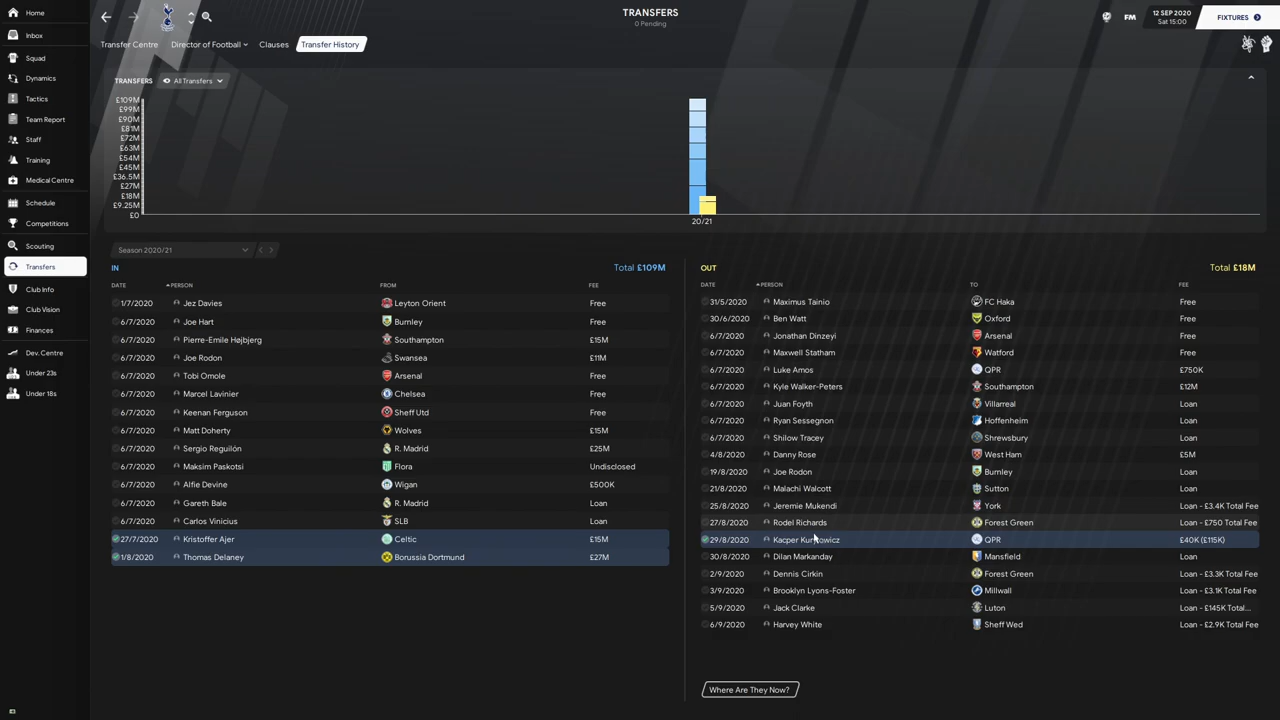 Home
Inbox
Squad
Dynamics
Tactics
Team Report
Staff
Training
Medical Centre
Schedule
Competitions
Scouting
Transfers
Club Info
Club Vision
Finances
Dev. Centre
Under 23s
Under 18s
TRANSFERS
0 Pending
FM
12 SEP 2020
Sat 15:00
FIXTURES
Transfer Centre Director of Football Clauses Transfer History
TRANSFERS All Transfers
£109M
£99M
£90M
£81M
£72M
£63M
£54M
£45M
£36.5M
£27M
£18M
£9.25M
£0
20/21
Season 2020/21
IN Total £109M
DATE PERSON FROM FEE
1/7/2020 Jez Davies Leyton Orient Free
6/7/2020 Joe Hart Burnley Free
6/7/2020 Pierre-Emile Højbjerg Southampton £15M
6/7/2020 Joe Rodon Swansea £11M
6/7/2020 Tobi Omole Arsenal Free
6/7/2020 Marcel Lavinier Chelsea Free
6/7/2020 Keenan Ferguson Sheff Utd Free
6/7/2020 Matt Doherty Wolves £15M
6/7/2020 Sergio Reguilón R. Madrid £25M
6/7/2020 Maksim Paskotsi Flora Undisclosed
6/7/2020 Alfie Devine Wigan £500K
6/7/2020 Gareth Bale R. Madrid Loan
6/7/2020 Carlos Vinicius SLB Loan
27/7/2020 Kristoffer Ajer Celtic £15M
1/8/2020 Thomas Delaney Borussia Dortmund £27M
OUT Total £18M
DATE PERSON TO FEE
31/5/2020 Maximus Tainio FC Haka Free
30/6/2020 Ben Watt Oxford Free
6/7/2020 Jonathan Dinzeyi Arsenal Free
6/7/2020 Maxwell Statham Watford Free
6/7/2020 Luke Amos QPR £750K
6/7/2020 Kyle Walker-Peters Southampton £12M
6/7/2020 Juan Foyth Villarreal Loan
6/7/2020 Ryan Sessegnon Hoffenheim Loan
6/7/2020 Shilow Tracey Shrewsbury Loan
4/8/2020 Danny Rose West Ham £5M
19/8/2020 Joe Rodon Burnley Loan
21/8/2020 Malachi Walcott Sutton Loan
25/8/2020 Jeremie Mukendi York Loan - £3.4K Total Fee
27/8/2020 Rodel Richards Forest Green Loan - £750 Total Fee
29/8/2020 Kacper QPR £40K (£115K)
30/8/2020 Dilan Markanday Mansfield Loan
2/9/2020 Dennis Cirkin Forest Green Loan - £3.3K Total Fee
3/9/2020 Brooklyn Lyons-Foster Millwall Loan - £3.1K Total Fee
5/9/2020 Jack Clarke Luton Loan - £145K Total...
6/9/2020 Harvey White Sheff Wed Loan - £2.9K Total Fee
Where Are They Now?